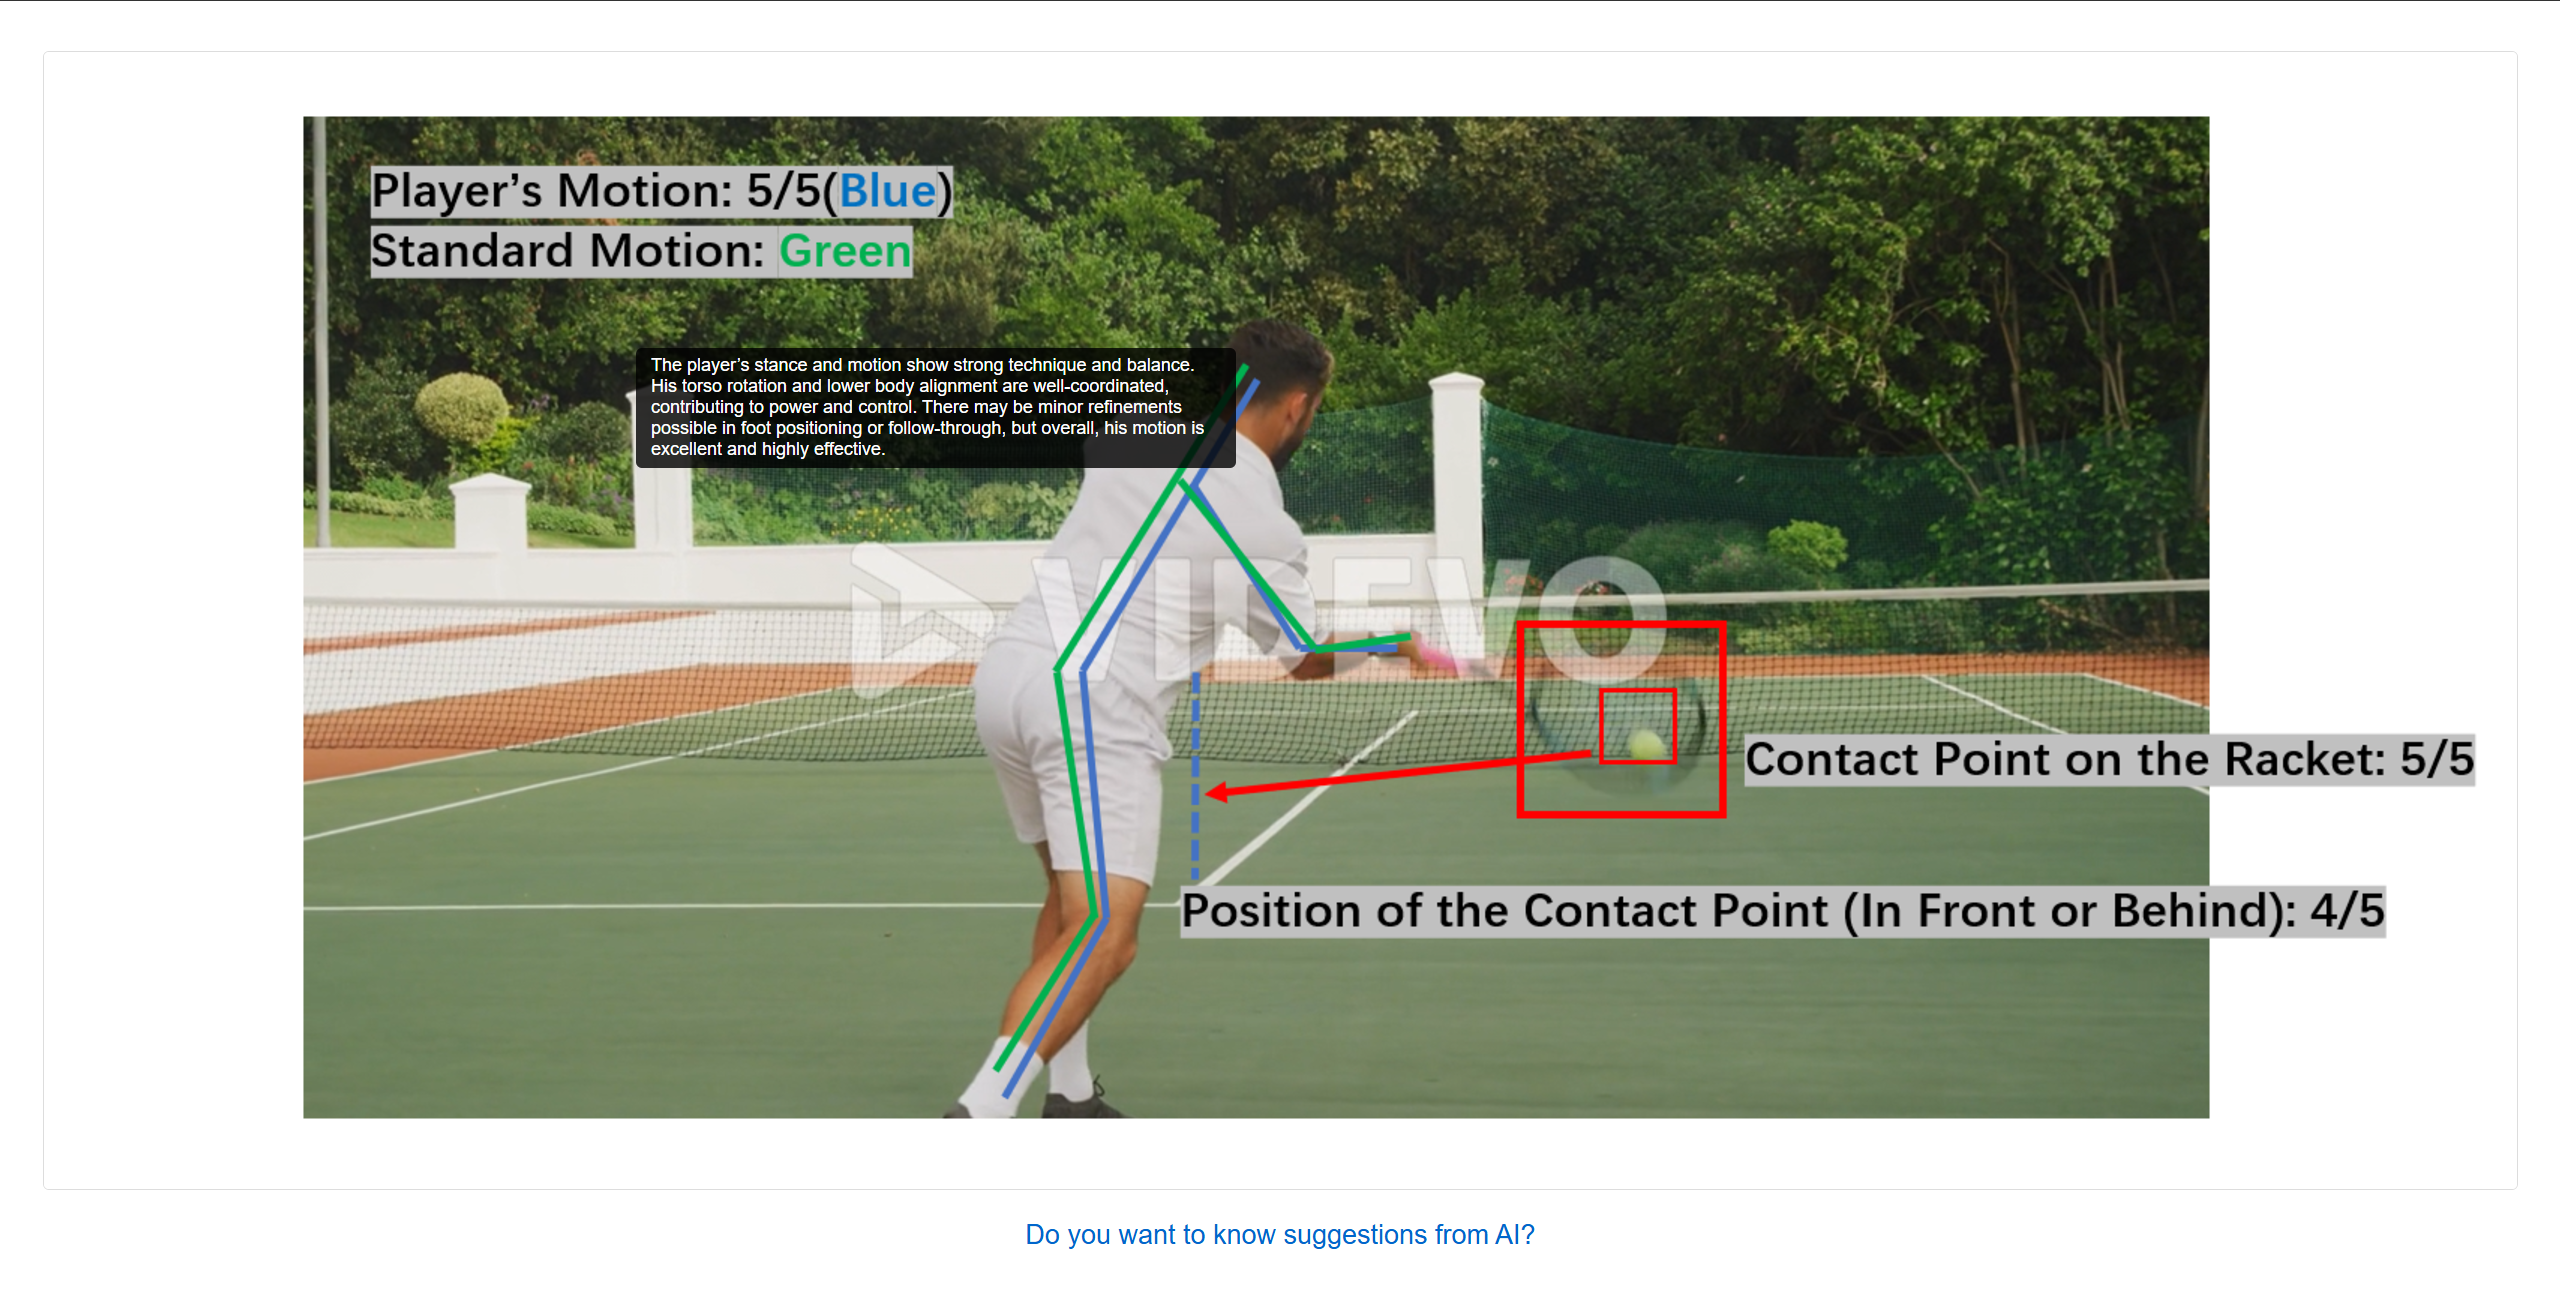 Player’s Motion: 5/5(Blue)
Standard Motion: Green
The player’s stance and motion show strong technique and balance.
His torso rotation and lower body alignment are well-coordinated,
contributing to power and control. There may be minor refinements
possible in foot positioning or follow-through, but overall, his motion is
excellent and highly effective.
VIDEVO
Contact Point on the Racket: 5/5
Position of the Contact Point (In Front or Behind): 4/5
Do you want to know suggestions from AI?